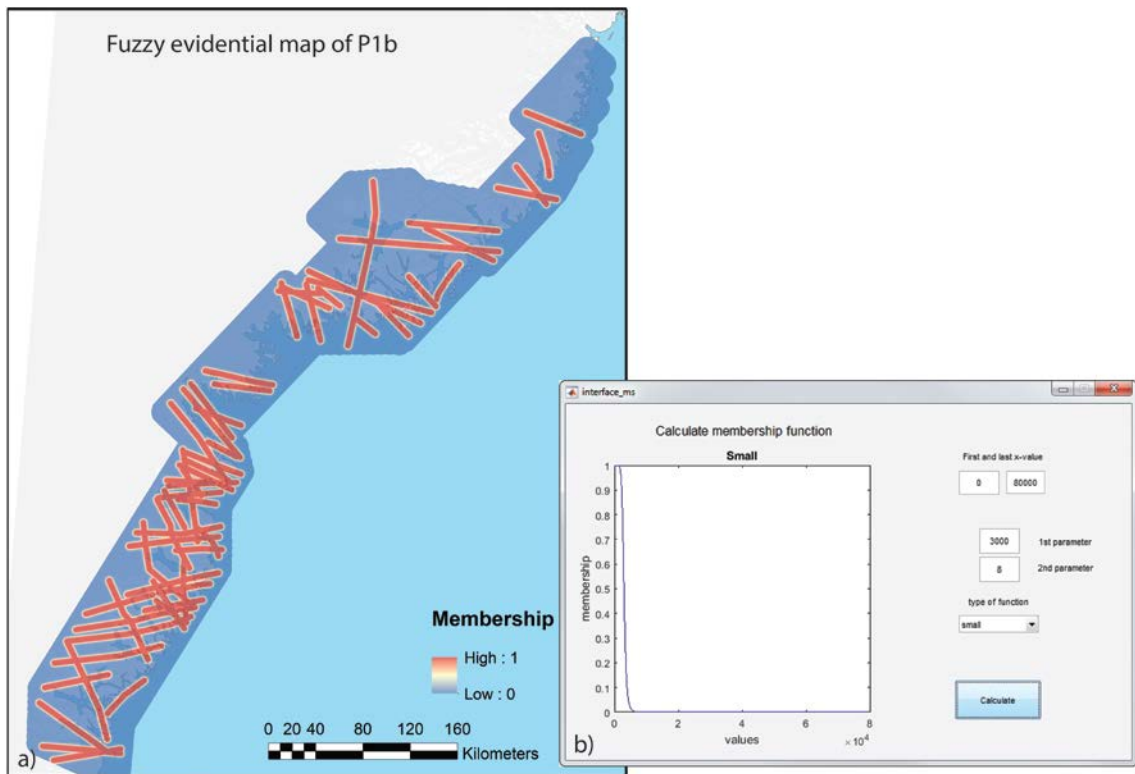 Fuzzy evidential map of P1b
Membership
High : 1
Low : 0
0 20 40 80 120 160
Kilometers
a)
interface_ms
Calculate membership function
Small
1
0.9
0.8
0.7
0.6
0.5
0.4
0.3
0.2
0.1
0
membership
0 2 4 6 8
values
×10⁴
b)
First and last x-value
0 80000
3000 1st parameter
8 2nd parameter
type of function
small
Calculate